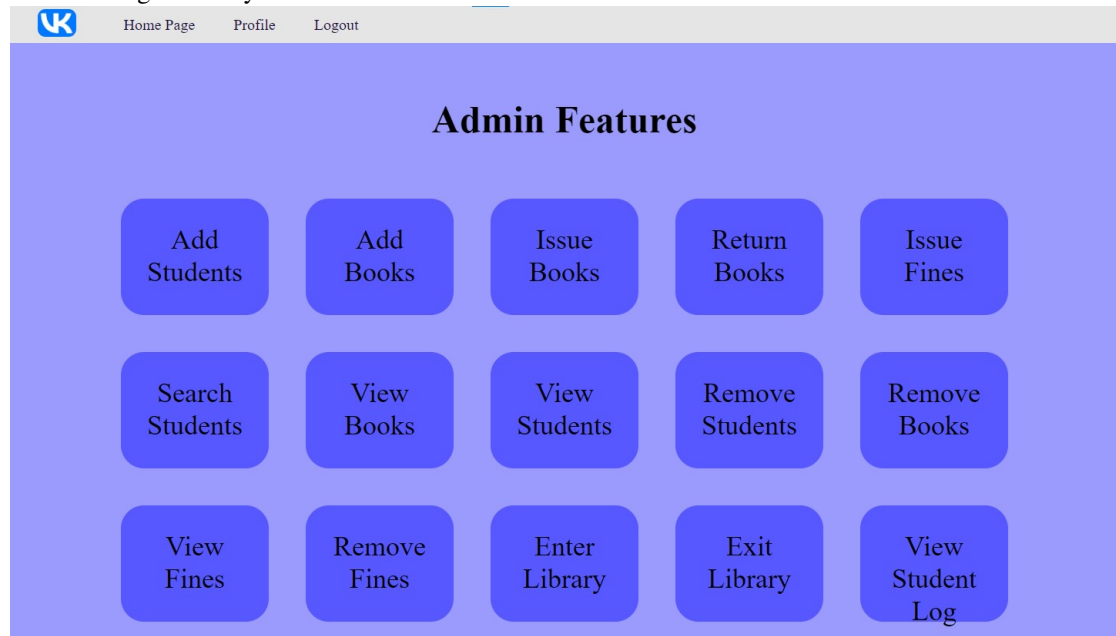 VK Home Page Profile Logout
Admin Features
Add
Students
Add
Books
Issue
Books
Return
Books
Issue
Fines
Search
Students
View
Books
View
Students
Remove
Students
Remove
Books
View
Fines
Remove
Fines
Enter
Library
Exit
Library
View
Student
Log